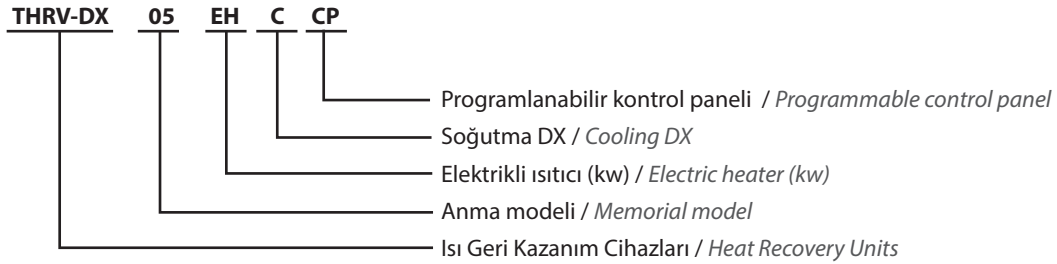 THRV-DX 05 EH C CP
Programlanabilir kontrol paneli / Programmable control panel
Soğutma DX / Cooling DX
Elektrikli ısıtıcı (kw) / Electric heater (kw)
Anma modeli / Memorial model
Isı Geri Kazanım Cihazları / Heat Recovery Units